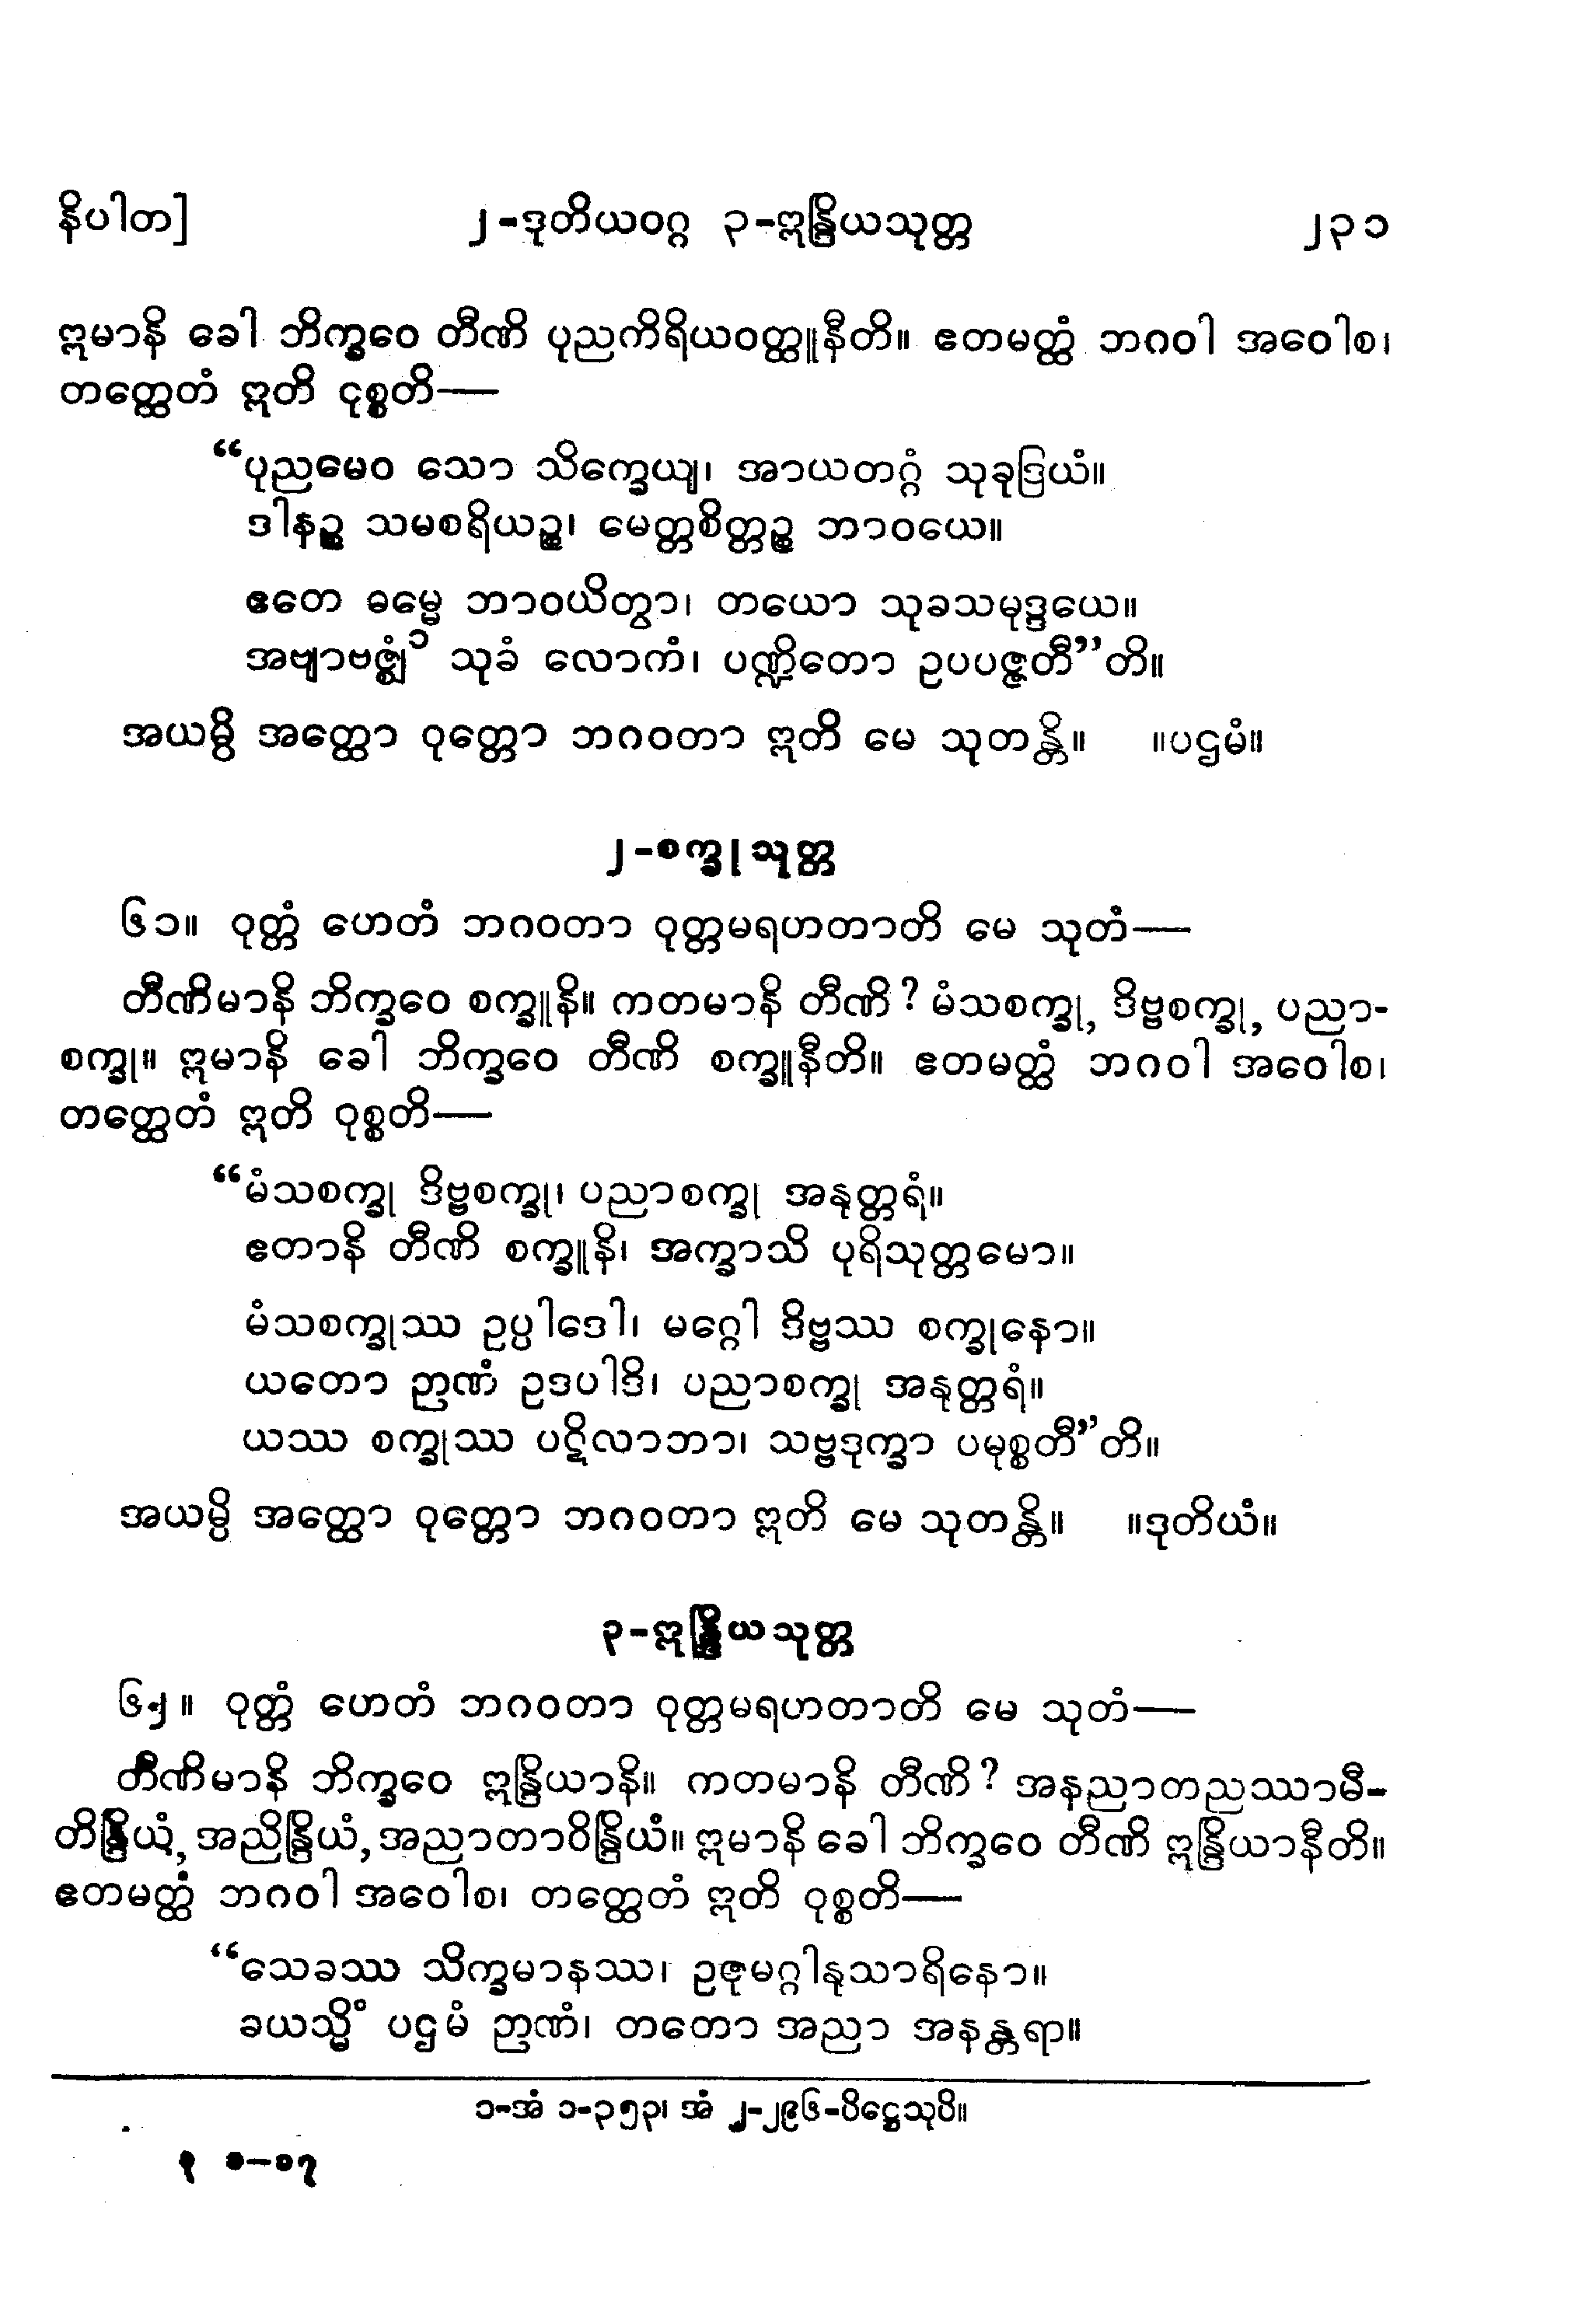 နိပါတ]
၂-ဒုတိယဝဂ္ဂ ၃-ဣန္ဒြိယသုတ္တ
၂၃၁
ဣမာနိ ခေါ ဘိက္ခဝေ တီဏိ ပုညကိရိယဝတ္ထူနီတိ။ ဧတမတ္ထံ ဘဂဝါ အဝေါစ၊
တတ္ထေတံ ဣတိ ဝုစ္စတိ—
“ပုညမေဝ သော သိက္ခေယျ၊ အာယတဂ္ဂံ သုခုဒြယံ။
ဒါနဉ္စ သမစရိယဉ္စ၊ မေတ္တစိတ္တဉ္စ ဘာဝယေ။
ဧတေ ဓမ္မေ ဘာဝယိတွာ၊ တယော သုခသမုဒ္ဒယေ။
အဗျာဗဇ္ဈံ၁ သုခံ လောကံ၊ ပဏ္ဍိတော ဥပပဇ္ဇတီ”တိ။
အယမ္ပိ အတ္ထော ဝုတ္တော ဘဂဝတာ ဣတိ မေ သုတန္တိ။ ။ပဌမံ။
၂-စက္ခုသုတ္တ
၆၁။ ဝုတ္တံ ဟေတံ ဘဂဝတာ ဝုတ္တမရဟတာတိ မေ သုတံ—
တီဏိမာနိ ဘိက္ခဝေ စက္ခူနိ။ ကတမာနိ တီဏိ? မံသစက္ခု, ဒိဗ္ဗစက္ခု, ပညာ-
စက္ခု။ ဣမာနိ ခေါ ဘိက္ခဝေ တီဏိ စက္ခူနီတိ။ ဧတမတ္ထံ ဘဂဝါ အဝေါစ၊
တတ္ထေတံ ဣတိ ဝုစ္စတိ—
“မံသစက္ခု ဒိဗ္ဗစက္ခု၊ ပညာစက္ခု အနုတ္တရံ။
ဧတာနိ တီဏိ စက္ခူနိ၊ အက္ခာသိ ပုရိသုတ္တမော။
မံသစက္ခုဿ ဥပ္ပါဒေါ၊ မဂ္ဂေါ ဒိဗ္ဗဿ စက္ခုနော။
ယတော ဉာဏံ ဥဒပါဒိ၊ ပညာစက္ခု အနုတ္တရံ။
ယဿ စက္ခုဿ ပဋိလာဘာ၊ သဗ္ဗဒုက္ခာ ပမုစ္စတီ”တိ။
အယမ္ပိ အတ္ထော ဝုတ္တော ဘဂဝတာ ဣတိ မေ သုတန္တိ။ ။ဒုတိယံ။
၃-ဣန္ဒြိယသုတ္တ
၆၂။ ဝုတ္တံ ဟေတံ ဘဂဝတာ ဝုတ္တမရဟတာတိ မေ သုတံ—
တီဏိမာနိ ဘိက္ခဝေ ဣန္ဒြိယာနိ။ ကတမာနိ တီဏိ? အနညာတညဿာမီ-
တိန္ဒြိယံ, အညိန္ဒြိယံ, အညာတာဝိန္ဒြိယံ။ ဣမာနိ ခေါ ဘိက္ခဝေ တီဏိ ဣန္ဒြိယာနီတိ။
ဧတမတ္ထံ ဘဂဝါ အဝေါစ၊ တတ္ထေတံ ဣတိ ဝုစ္စတိ—
“သေခဿ သိက္ခမာနဿ၊ ဥဇုမဂ္ဂါနုသာရိနော။
ခယသ္မိံ ပဌမံ ဉာဏံ၊ တတော အညာ အနန္တရာ။
၁-အံ ၁-၃၅၃၊ အံ ၂-၂၉၆-ပိဋ္ဌေသုပိ။
၁–၁၇